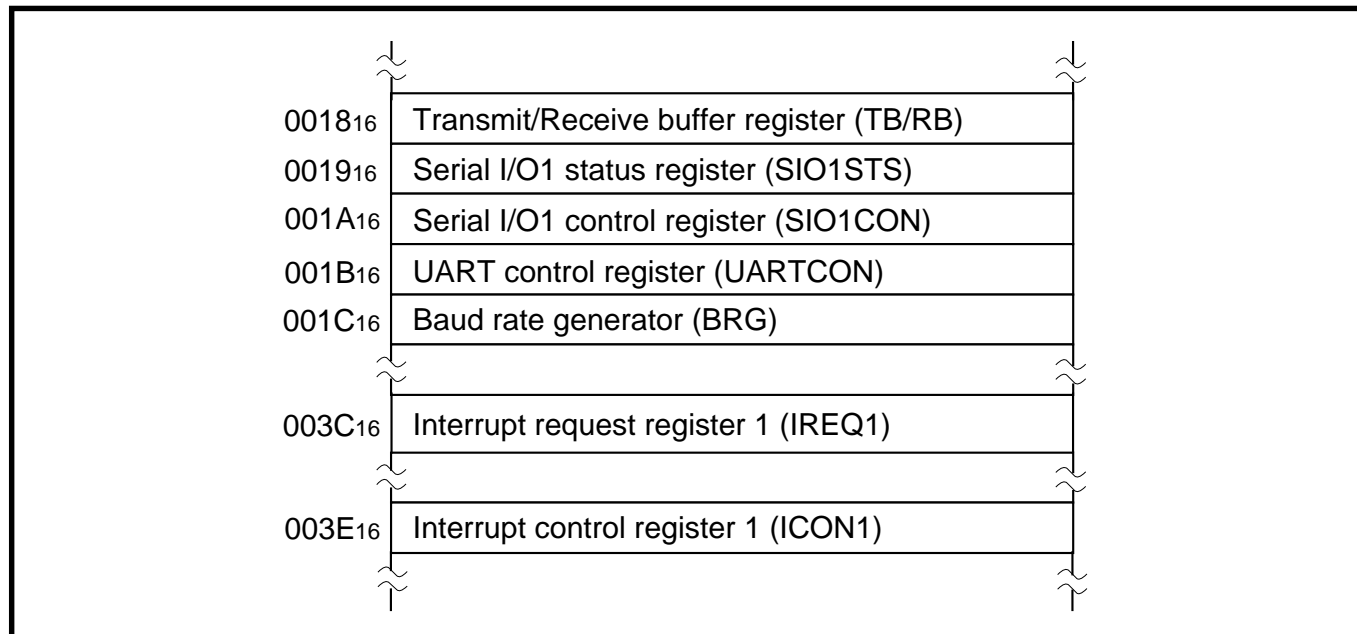 0018₁₆ Transmit/Receive buffer register (TB/RB)
0019₁₆ Serial I/O1 status register (SIO1STS)
001A₁₆ Serial I/O1 control register (SIO1CON)
001B₁₆ UART control register (UARTCON)
001C₁₆ Baud rate generator (BRG)
003C₁₆ Interrupt request register 1 (IREQ1)
003E₁₆ Interrupt control register 1 (ICON1)